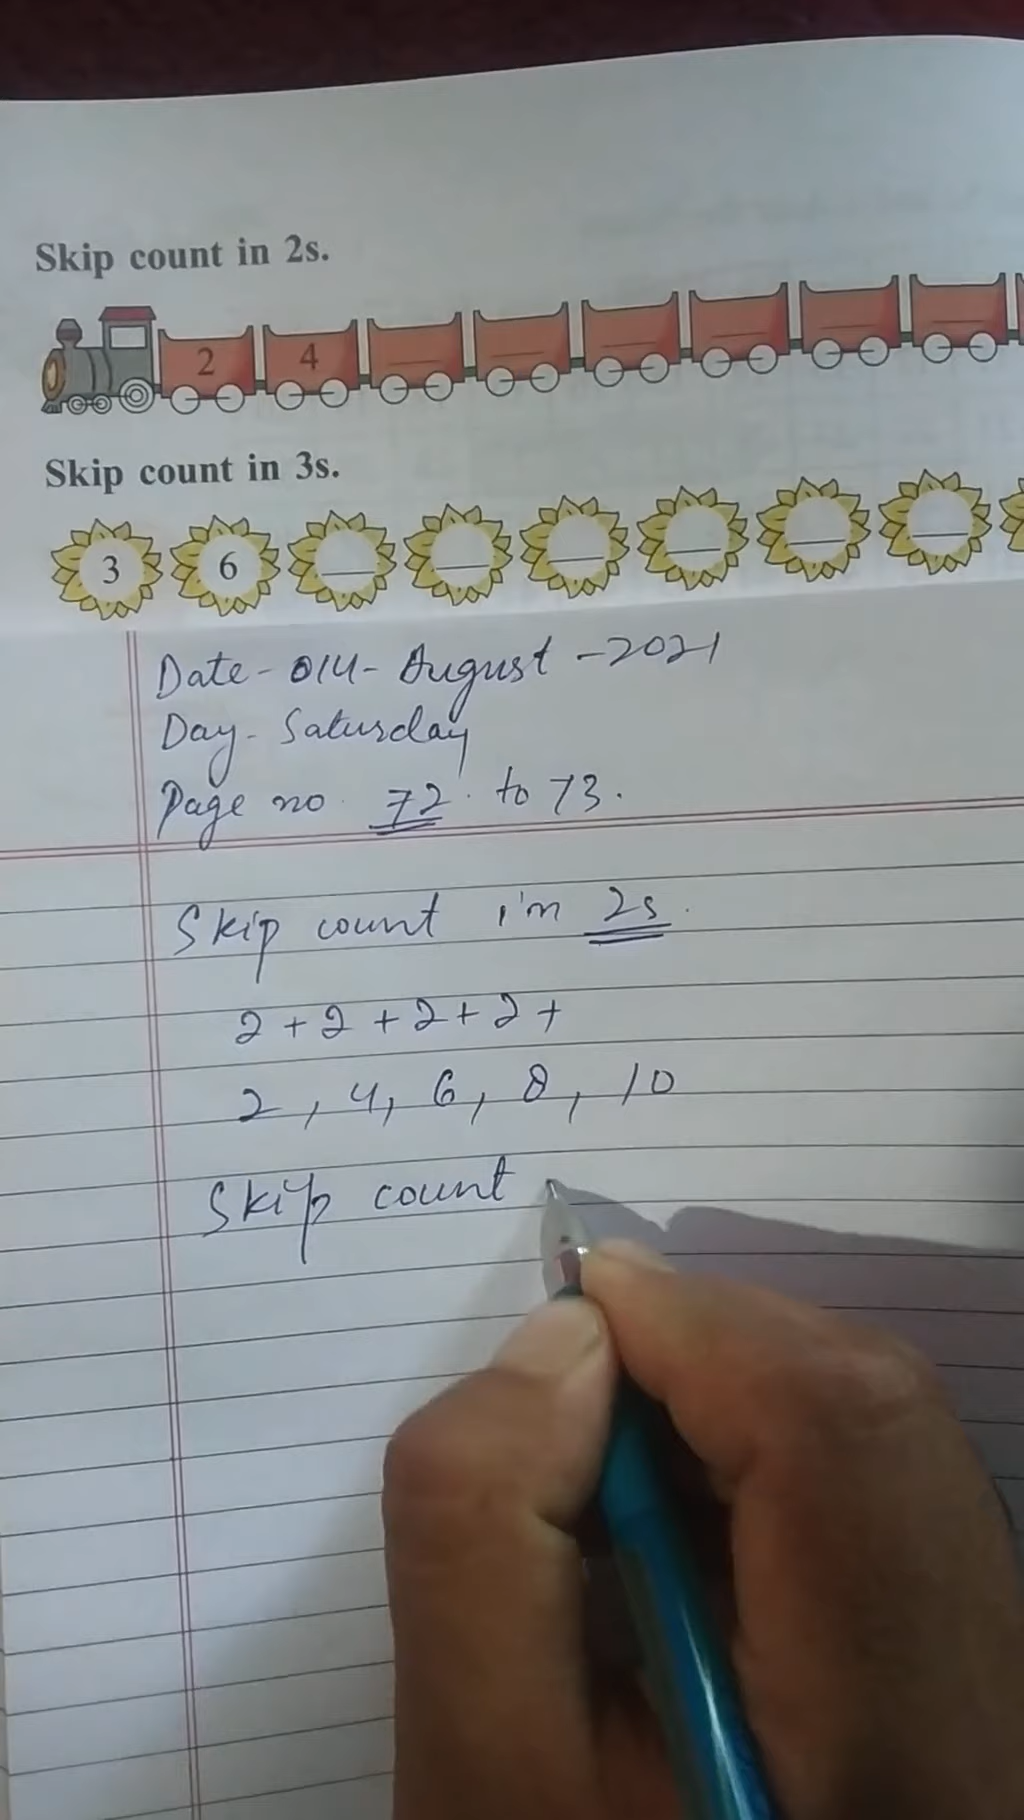 Skip count in 2s.
2 4
Skip count in 3s.
3 6
Date - 014 - August - 2021
Day - Saturday
Page no. 72 to 73.
Skip count in 2s.
2 + 2 + 2 + 2 +
2, 4, 6, 8, 10
Skip count